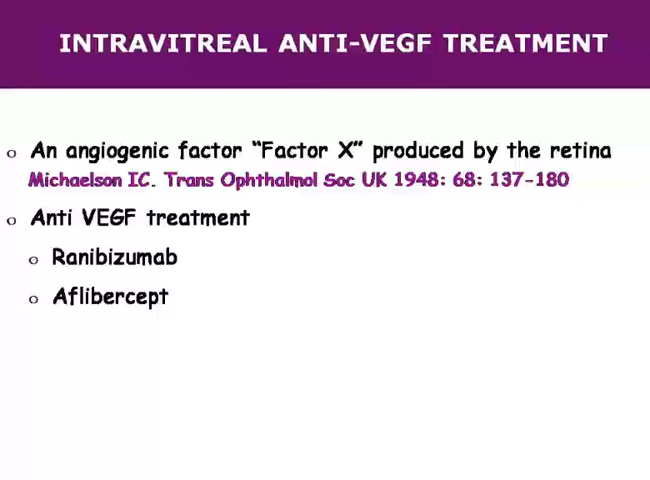 INTRAVITREAL ANTI-VEGF TREATMENT
o An angiogenic factor “Factor X” produced by the retina
Michaelson IC. Trans Ophthalmol Soc UK 1948: 68: 137-180
o Anti VEGF treatment
o Ranibizumab
o Aflibercept